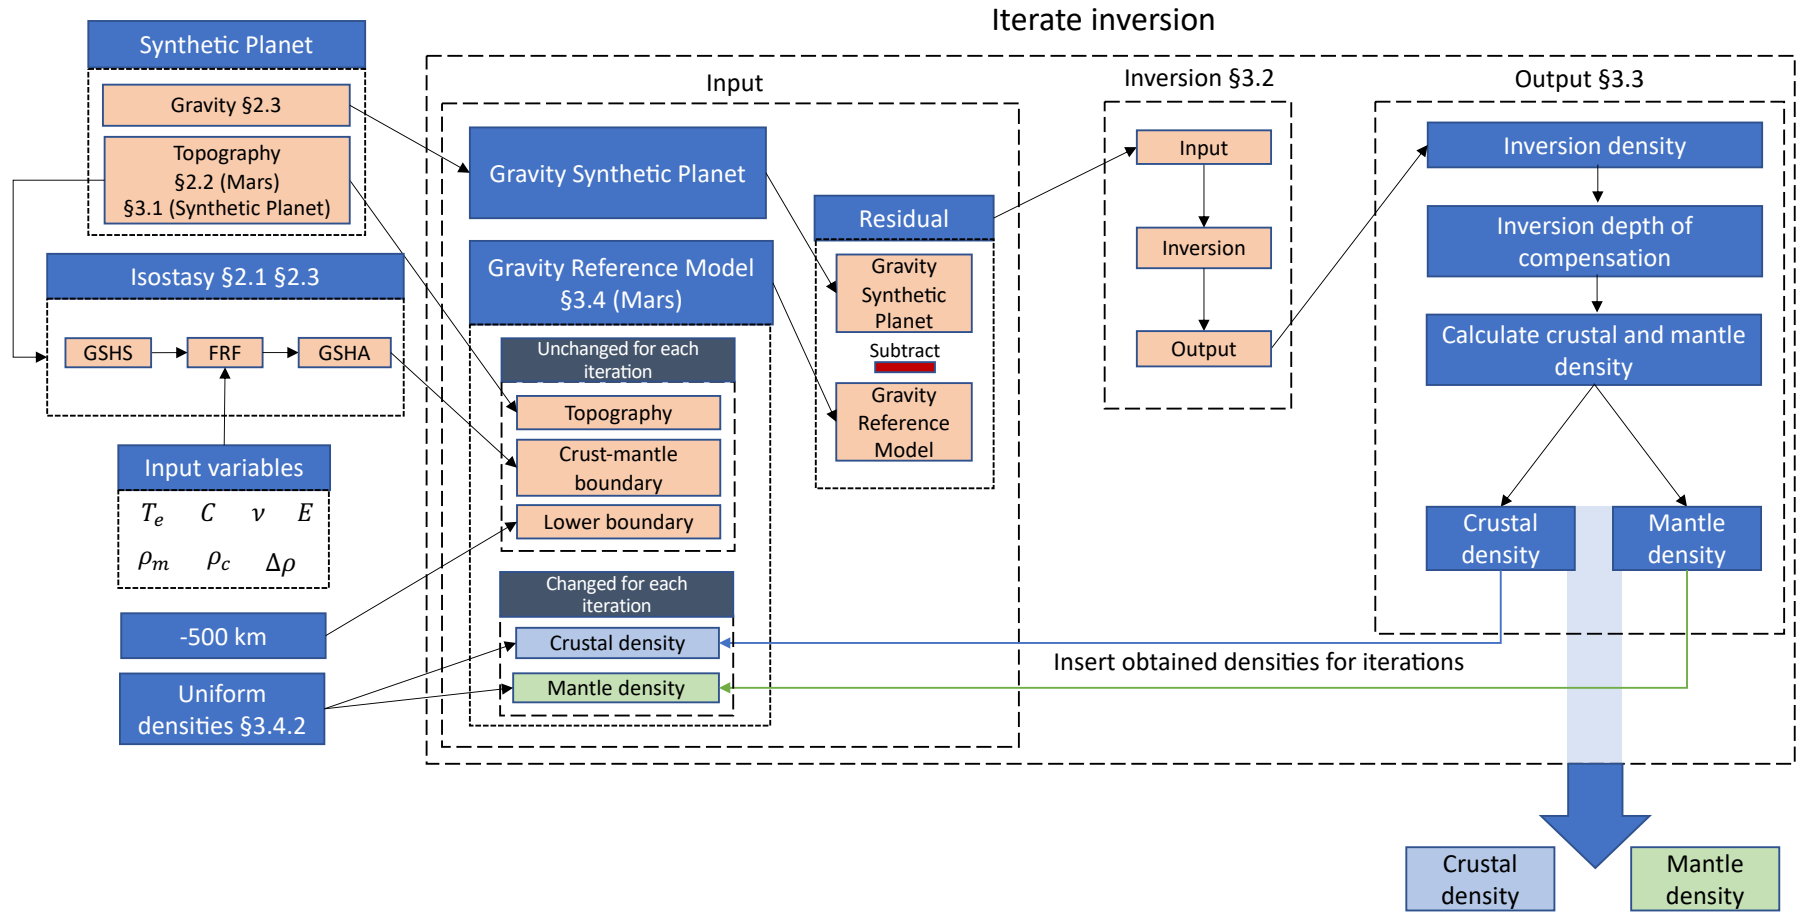 Iterate inversion
Synthetic Planet
Gravity §2.3
Topography
§2.2 (Mars)
§3.1 (Synthetic Planet)
Isostasy §2.1 §2.3
GSHS
FRF
GSHA
Input variables
T_e C ν E
ρ_m ρ_c Δρ
-500 km
Uniform
densities §3.4.2
Input
Gravity Synthetic Planet
Gravity Reference Model
§3.4 (Mars)
Unchanged for each
iteration
Topography
Crust-mantle
boundary
Lower boundary
Changed for each
iteration
Crustal density
Mantle density
Residual
Gravity
Synthetic
Planet
Subtract
Gravity
Reference
Model
Inversion §3.2
Input
Inversion
Output
Output §3.3
Inversion density
Inversion depth of
compensation
Calculate crustal and mantle
density
Crustal
density
Mantle
density
Insert obtained densities for iterations
Crustal
density
Mantle
density